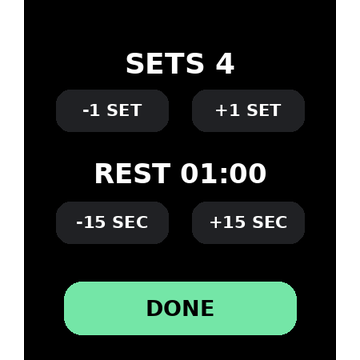 SETS 4
-1 SET +1 SET
REST 01:00
-15 SEC +15 SEC
DONE